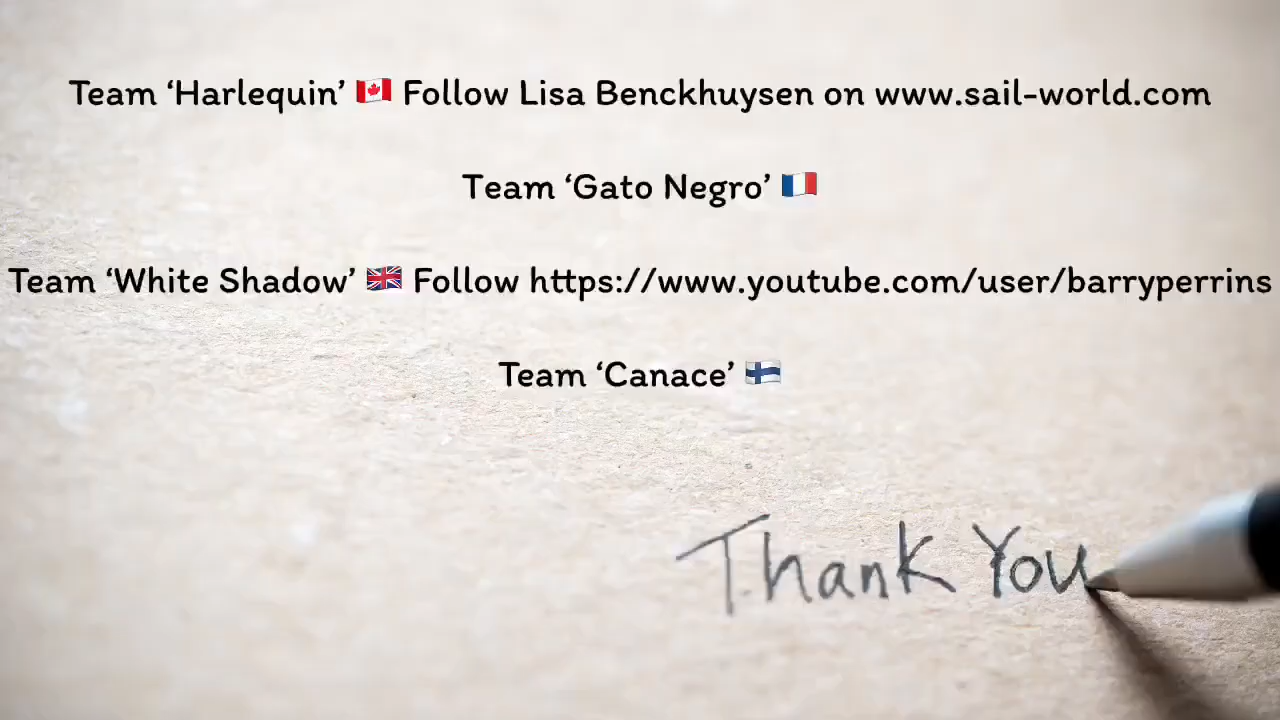 Team ‘Harlequin’ 🇨🇦 Follow Lisa Benckhuysen on www.sail-world.com
Team ‘Gato Negro’ 🇫🇷
Team ‘White Shadow’ 🇬🇧 Follow https://www.youtube.com/user/barryperrins
Team ‘Canace’ 🇫🇮
Thank You